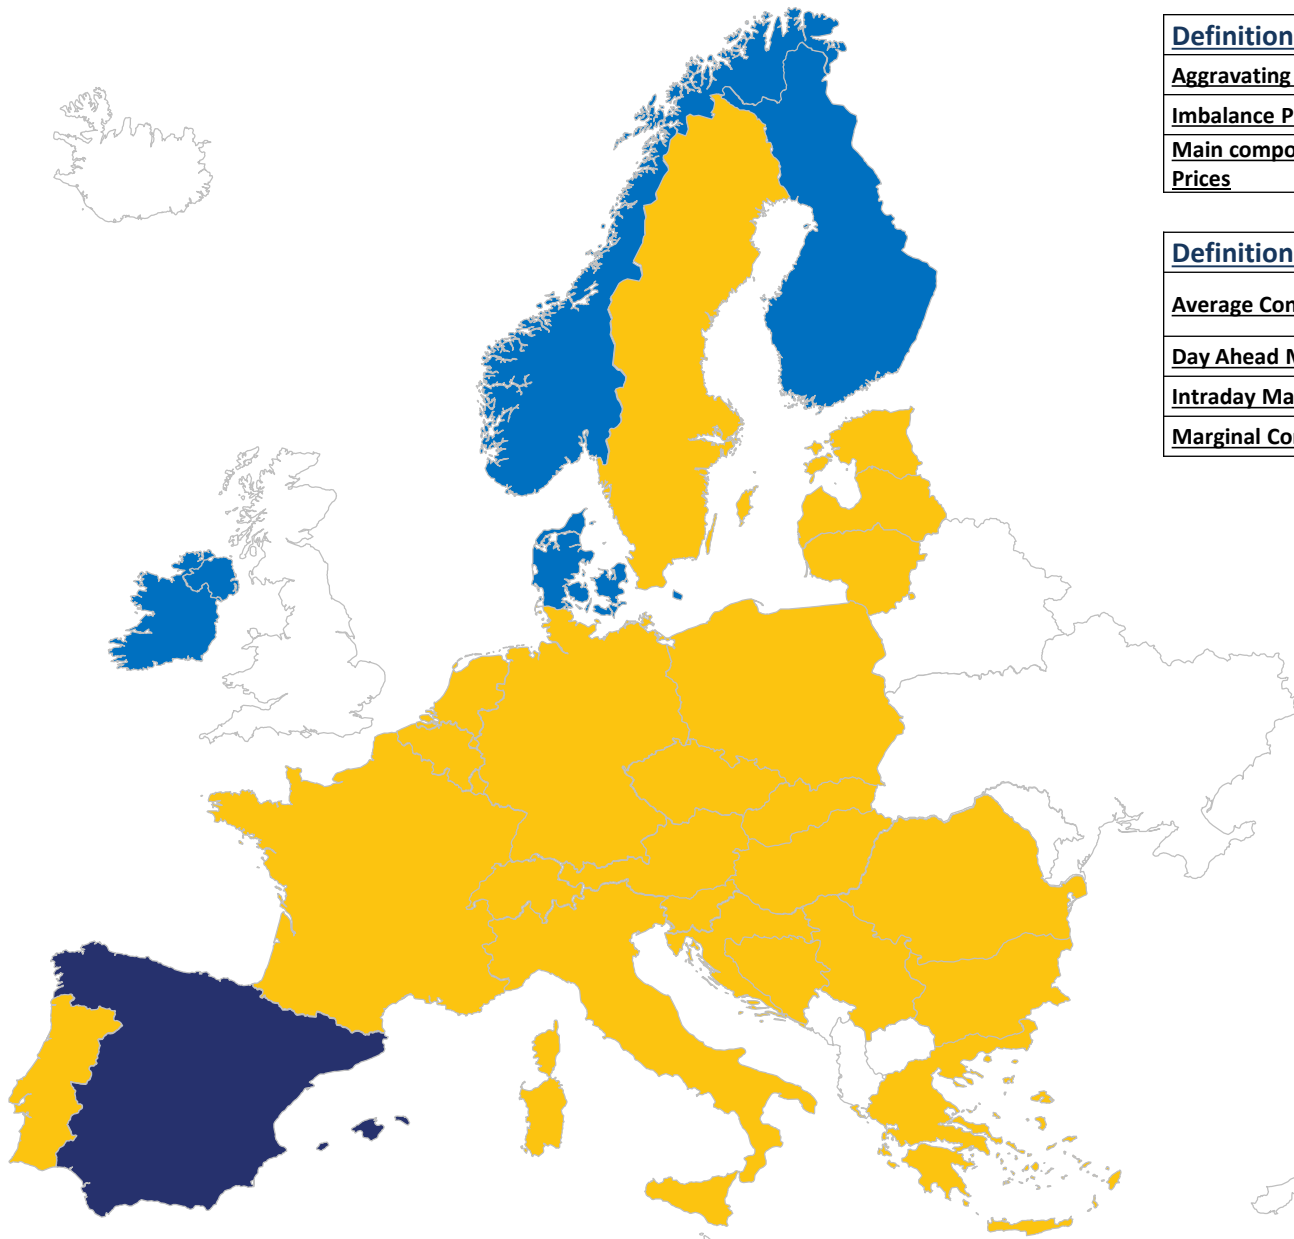 Definition
Aggravating
Imbalance P
Main compo
Prices
Definition
Average Con
Day Ahead M
Intraday Ma
Marginal Co